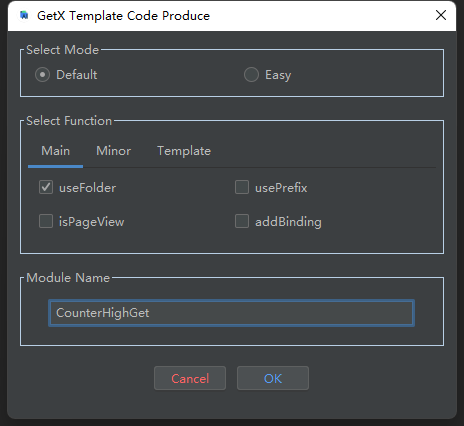 GetX Template Code Produce
Select Mode
Default Easy
Select Function
Main Minor Template
useFolder usePrefix
isPageView addBinding
Module Name
CounterHighGet
Cancel OK